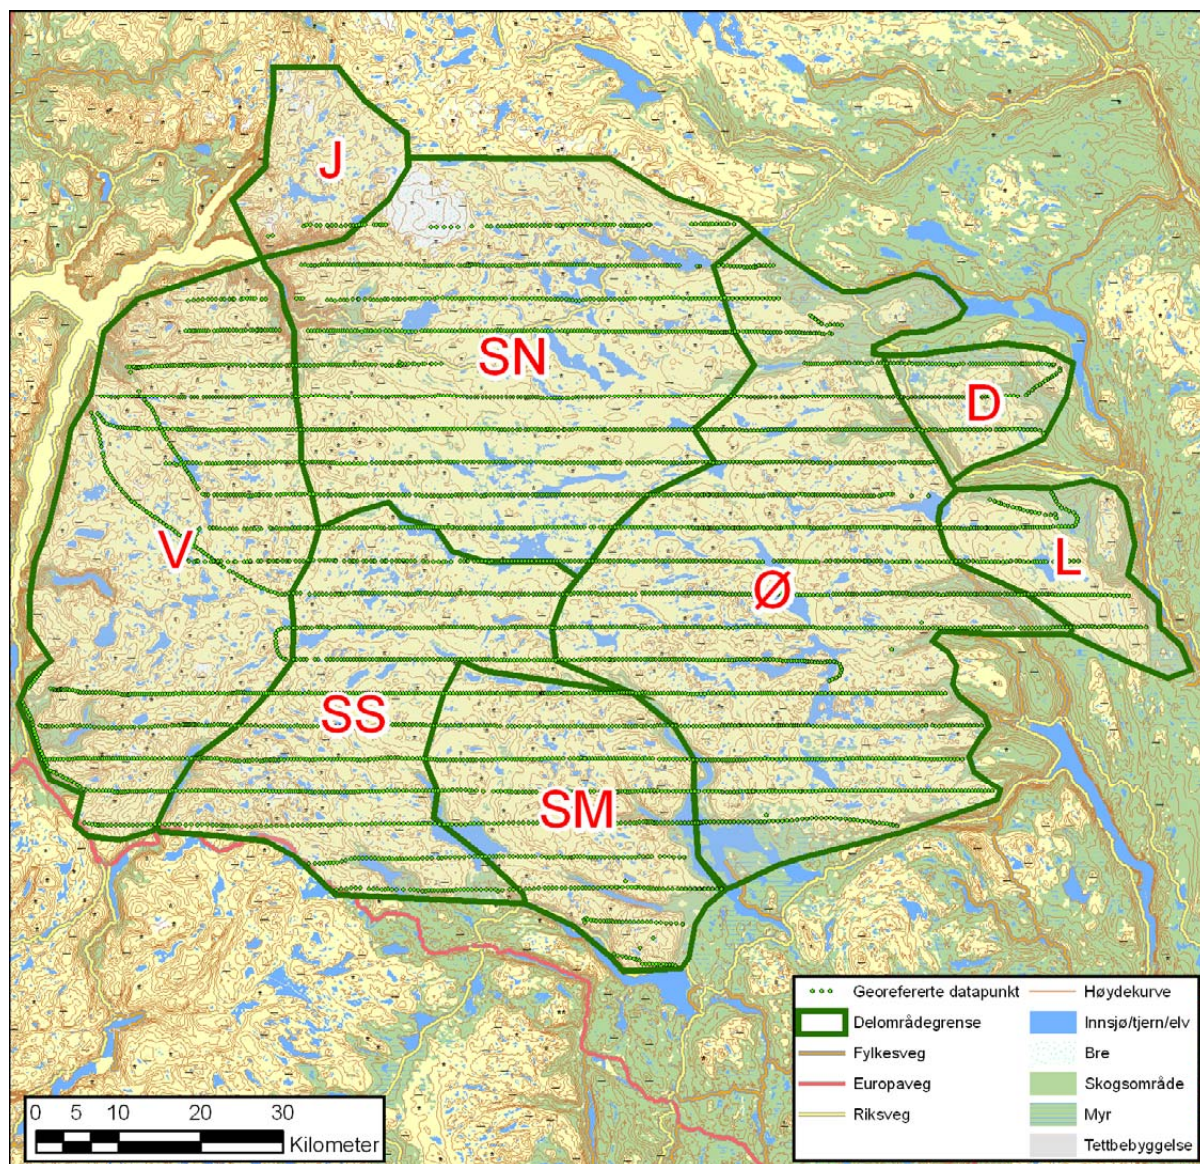 J
SN
D
V
L
Ø
SS
SM
Georefererte datapunkt
Delområdegrense
Fylkesveg
Europaveg
Riksveg
Høydekurve
Innsjø/tjern/elv
Bre
Skogsområde
Myr
Tettbebyggelse
0 5 10 20 30
Kilometer